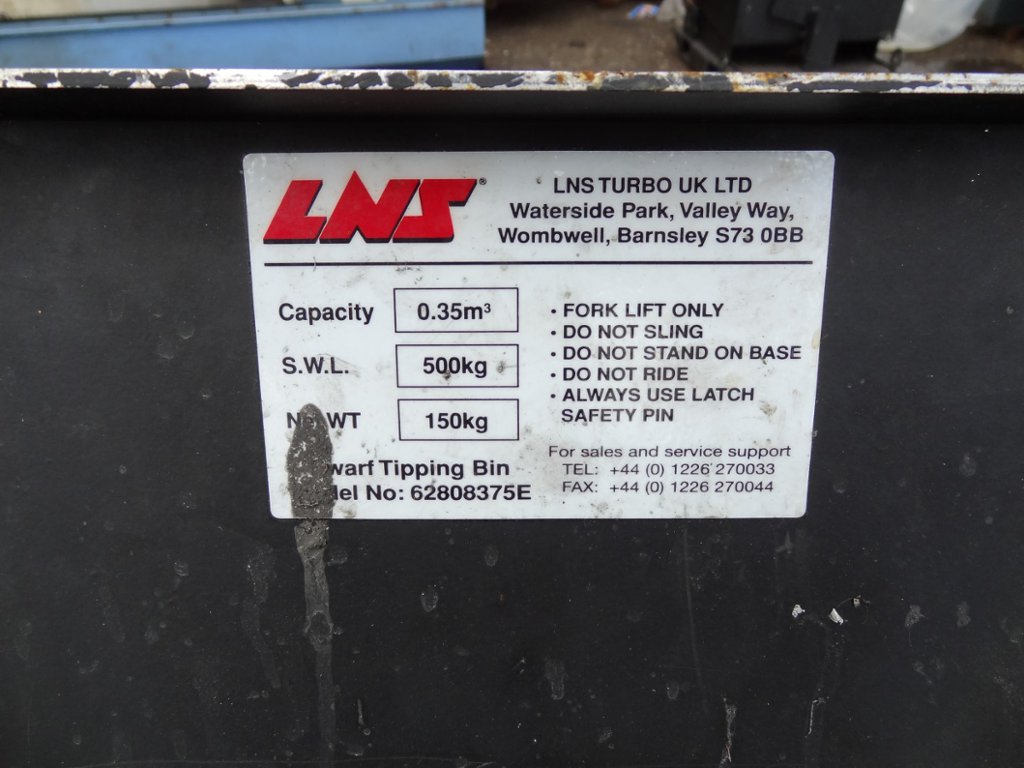 LNS®
LNS TURBO UK LTD
Waterside Park, Valley Way,
Wombwell, Barnsley S73 0BB
Capacity 0.35m³
S.W.L. 500kg
WT 150kg
Tipping Bin
No: 62808375E
• FORK LIFT ONLY
• DO NOT SLING
• DO NOT STAND ON BASE
• DO NOT RIDE
• ALWAYS USE LATCH
SAFETY PIN
For sales and service support
TEL: +44 (0) 1226 270033
FAX: +44 (0) 1226 270044